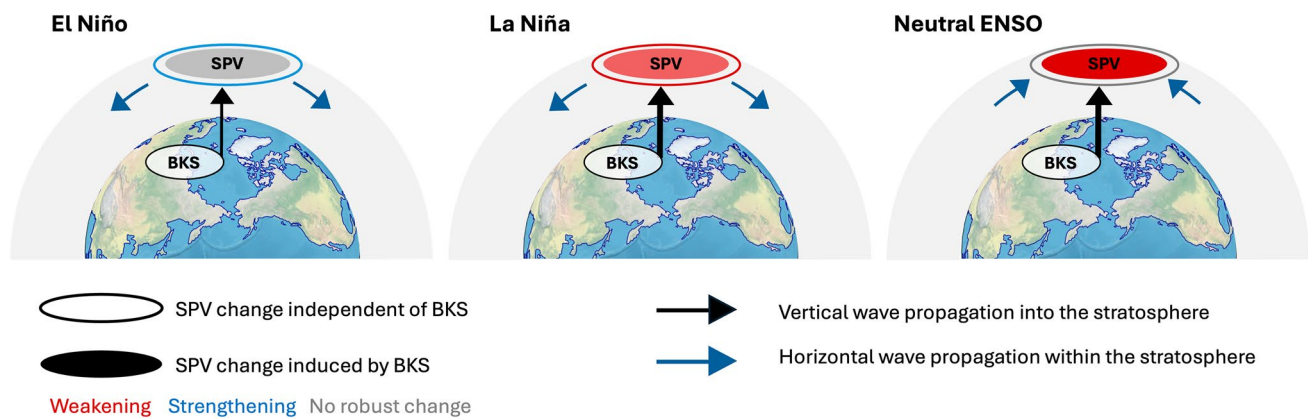 El Niño
La Niña
Neutral ENSO
SPV
SPV
SPV
BKS
BKS
BKS
SPV change independent of BKS
Vertical wave propagation into the stratosphere
SPV change induced by BKS
Horizontal wave propagation within the stratosphere
Weakening Strengthening No robust change